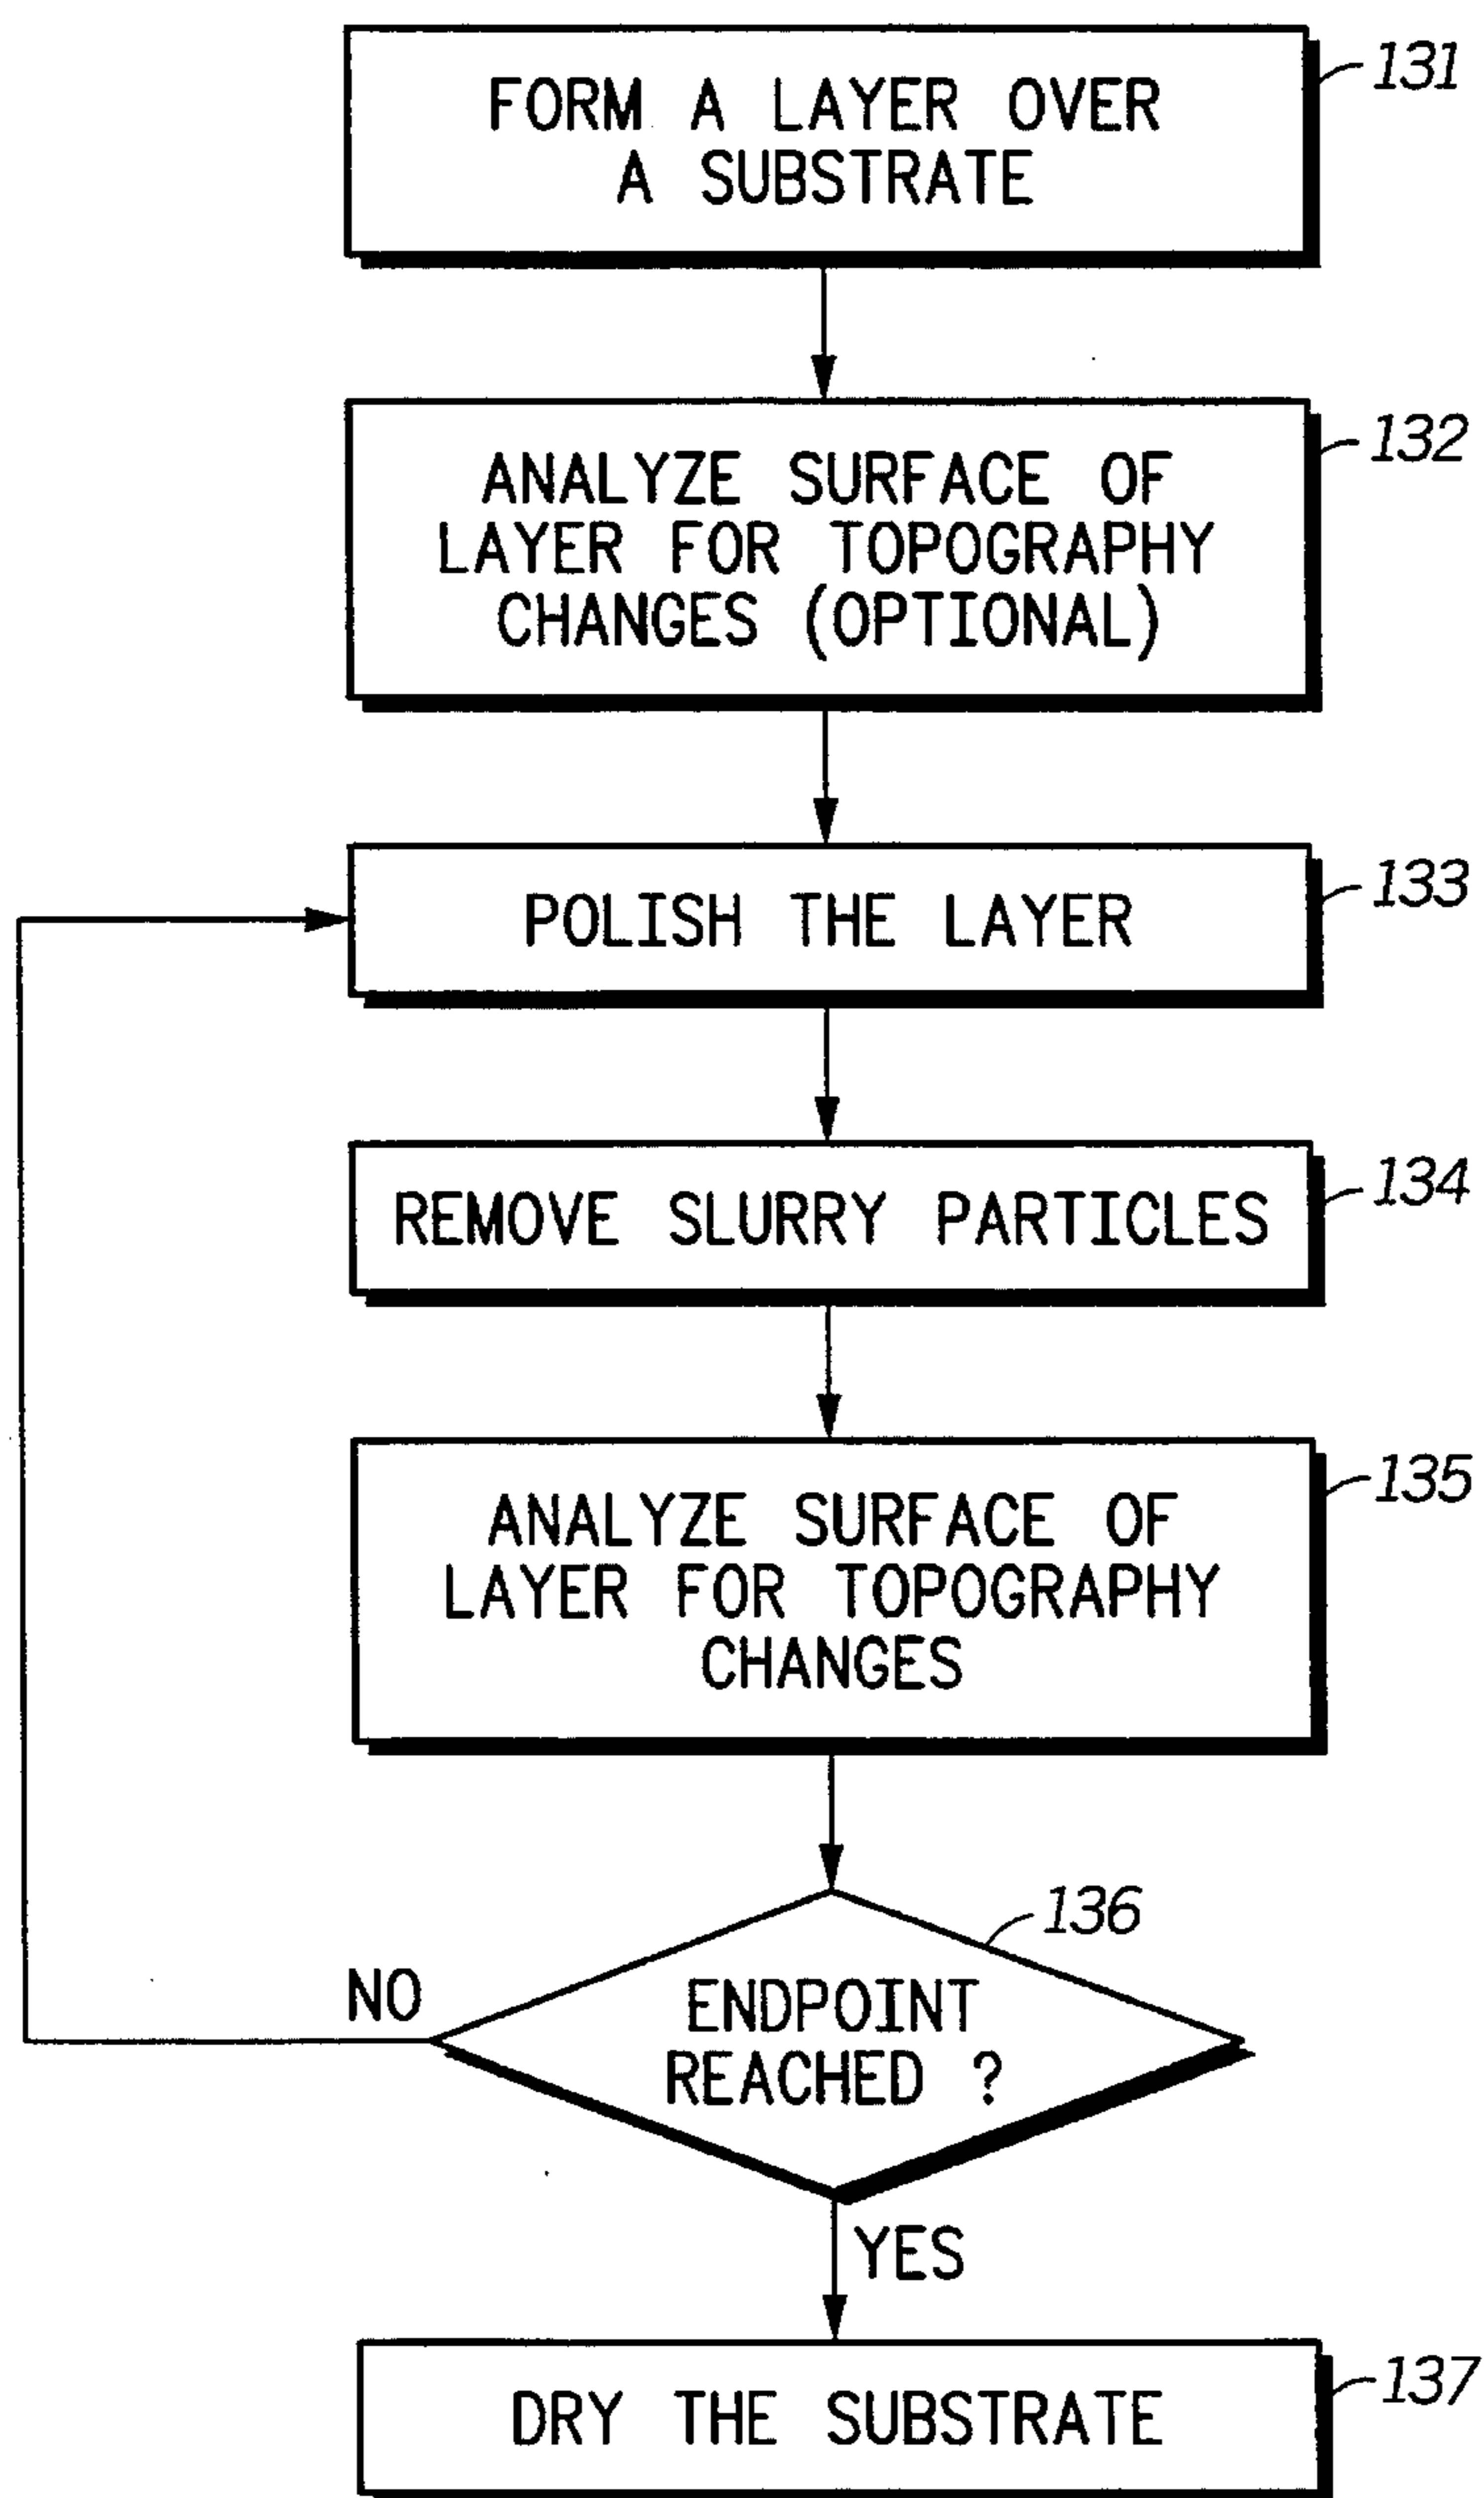 FORM A LAYER OVER
A SUBSTRATE
131
ANALYZE SURFACE OF
LAYER FOR TOPOGRAPHY
CHANGES (OPTIONAL)
132
POLISH THE LAYER
133
REMOVE SLURRY PARTICLES
134
ANALYZE SURFACE OF
LAYER FOR TOPOGRAPHY
CHANGES
135
136
NO
ENDPOINT
REACHED ?
YES
DRY THE SUBSTRATE
137